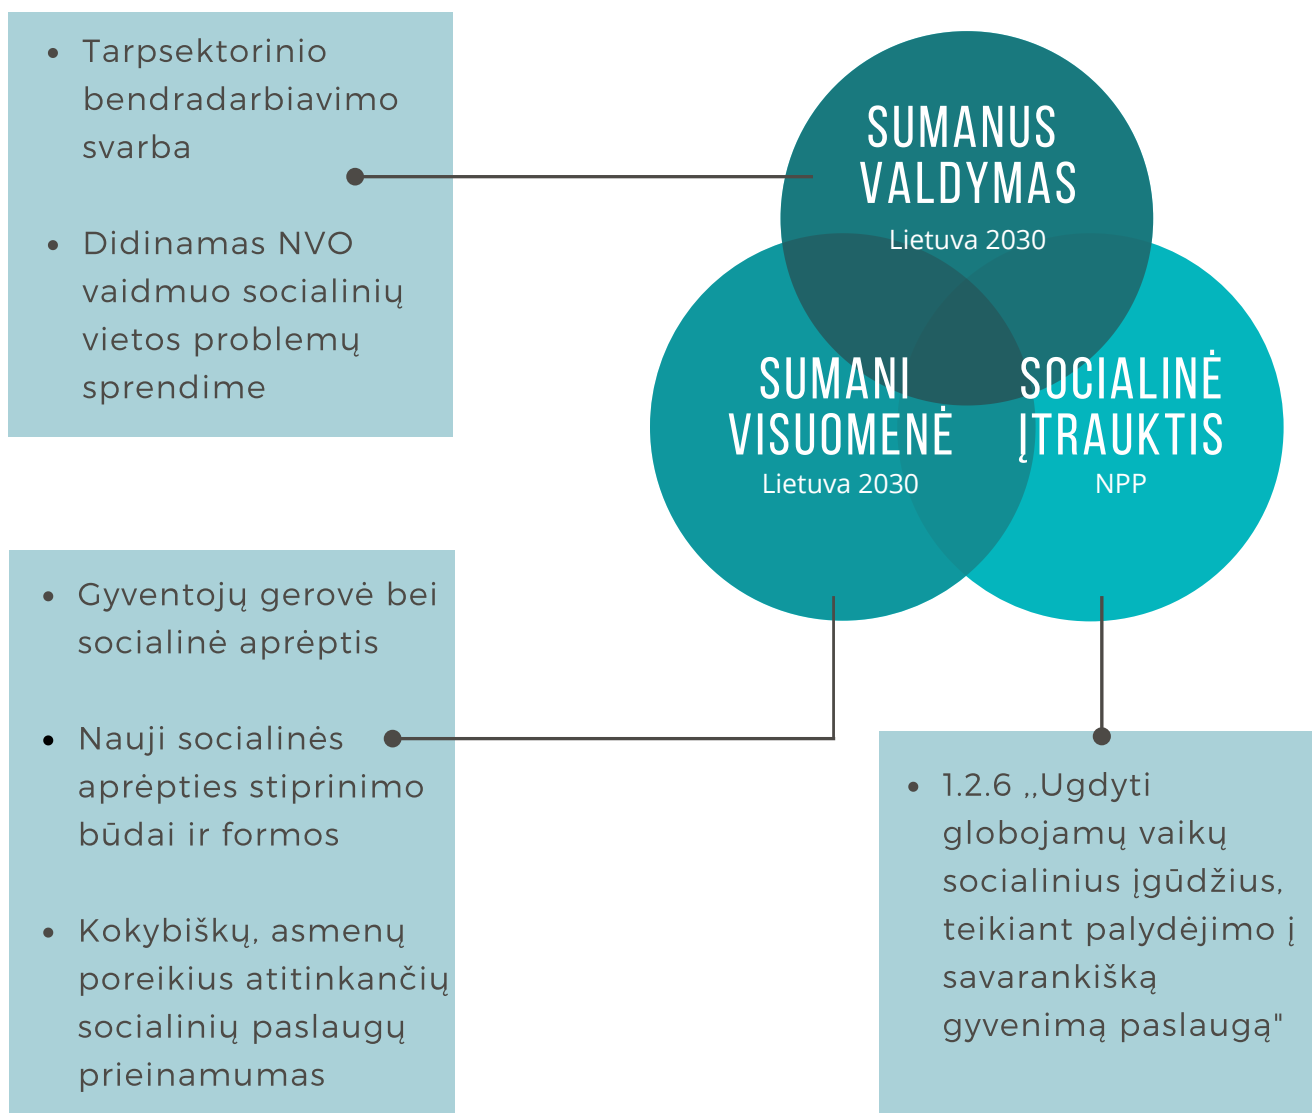 • Tarpsektorinio
bendradarbiavimo
svarba
• Didinamas NVO
vaidmuo socialinių
vietos problemų
sprendime
SUMANUS
VALDYMAS
Lietuva 2030
SUMANI
VISUOMENĖ
Lietuva 2030
SOCIALINĖ
ĮTRAUKTIS
NPP
• Gyventojų gerovė bei
socialinė aprėptis
• Nauji socialinės
aprėpties stiprinimo
būdai ir formos
• Kokybiškų, asmenų
poreikius atitinkančių
socialinių paslaugų
prieinamumas
• 1.2.6 ,,Ugdyti
globojamų vaikų
socialinius įgūdžius,
teikiant palydėjimo į
savarankišką
gyvenimą paslaugą"